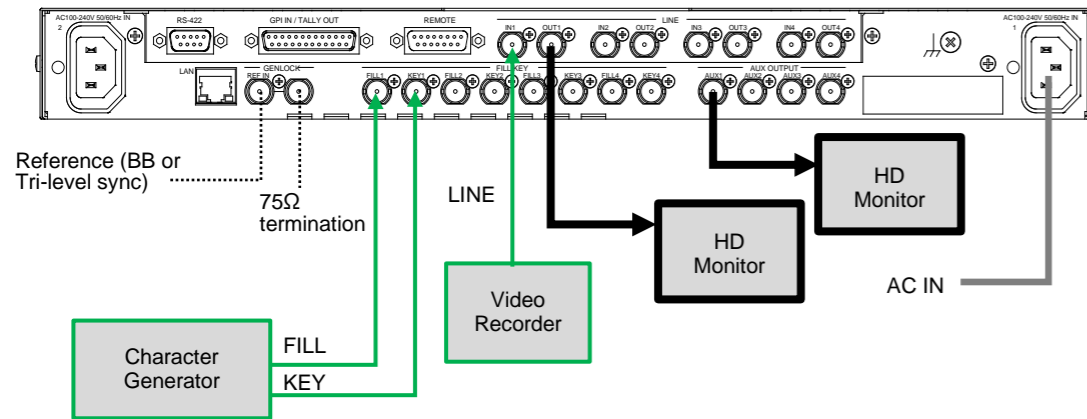 AC100-240V 50/60Hz IN
2
RS-422
GPI IN / TALLY OUT
REMOTE
LINE
IN1
OUT1
IN2
OUT2
IN3
OUT3
IN4
OUT4
AC100-240V 50/60Hz IN
1
LAN
GENLOCK
REF IN
FILL/KEY
FILL1
KEY1
FILL2
KEY2
FILL3
KEY3
FILL4
KEY4
AUX OUTPUT
AUX1
AUX2
AUX3
AUX4
Reference (BB or
Tri-level sync)
75Ω
termination
LINE
HD
Monitor
HD
Monitor
AC IN
Video
Recorder
Character
Generator
FILL
KEY